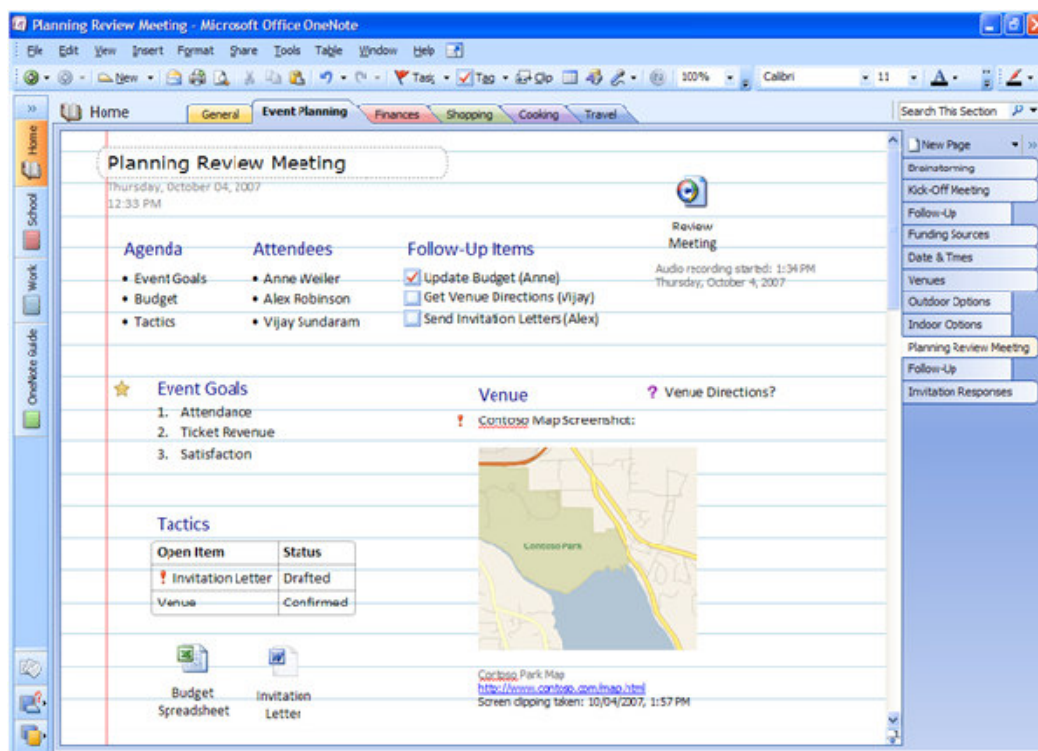 Planning Review Meeting - Microsoft Office OneNote
File Edit View Insert Format Share Tools Table Window Help
New Task Tag Clip 100% Calibri 11
Home General Event Planning Finances Shopping Cooking Travel Search This Section
Home
School
Work
OneNote Guide
Planning Review Meeting
Thursday, October 04, 2007
12:33 PM
Review
Meeting
Audio recording started: 1:34 PM
Thursday, October 4, 2007
Agenda
• Event Goals
• Budget
• Tactics
Attendees
• Anne Weiler
• Alex Robinson
• Vijay Sundaram
Follow-Up Items
Update Budget (Anne)
Get Venue Directions (Vijay)
Send Invitation Letters (Alex)
Event Goals
1. Attendance
2. Ticket Revenue
3. Satisfaction
Venue
? Venue Directions?
! Contoso Map Screenshot:
Contoso Park
Contoso Park Map
http://www.contoso.com/map.html
Screen clipping taken: 10/04/2007, 1:57 PM
Tactics
Open Item Status
! Invitation Letter Drafted
Venue Confirmed
Budget
Spreadsheet
Invitation
Letter
New Page
Brainstorming
Kick-Off Meeting
Follow-Up
Funding Sources
Date & Times
Venues
Outdoor Options
Indoor Options
Planning Review Meeting
Follow-Up
Invitation Responses